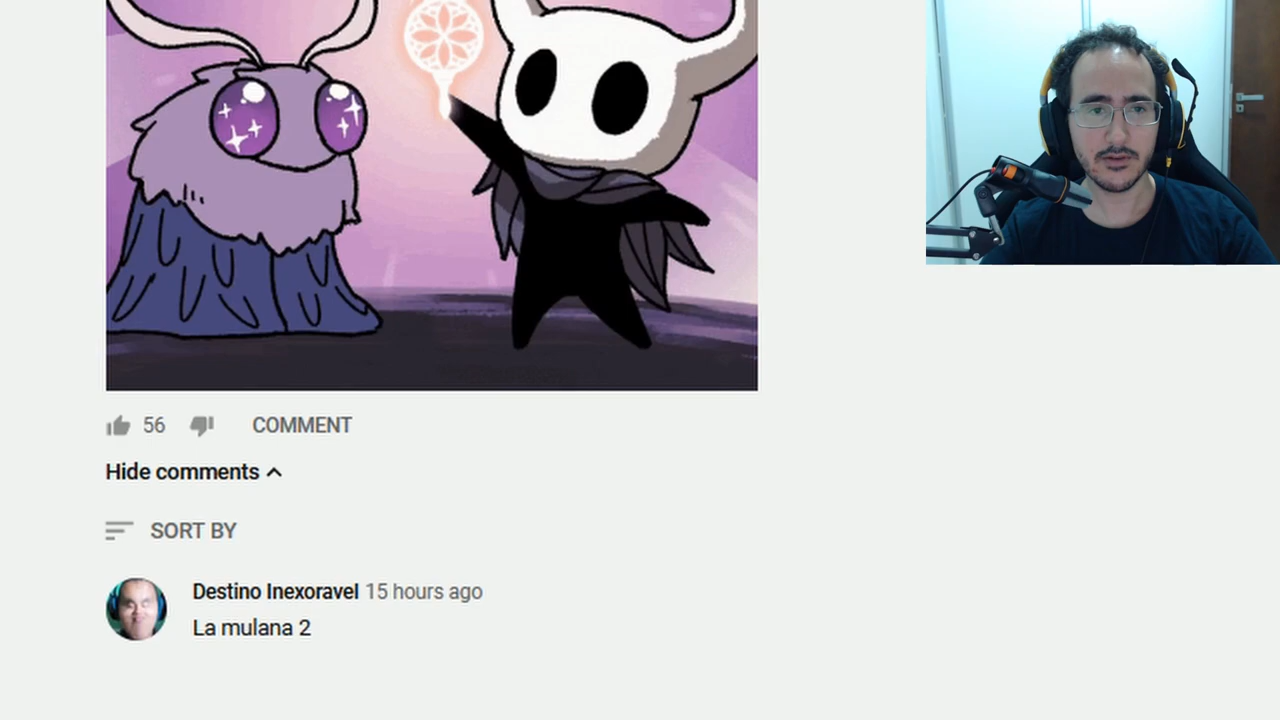 56 COMMENT
Hide comments
SORT BY
Destino Inexoravel 15 hours ago
La mulana 2